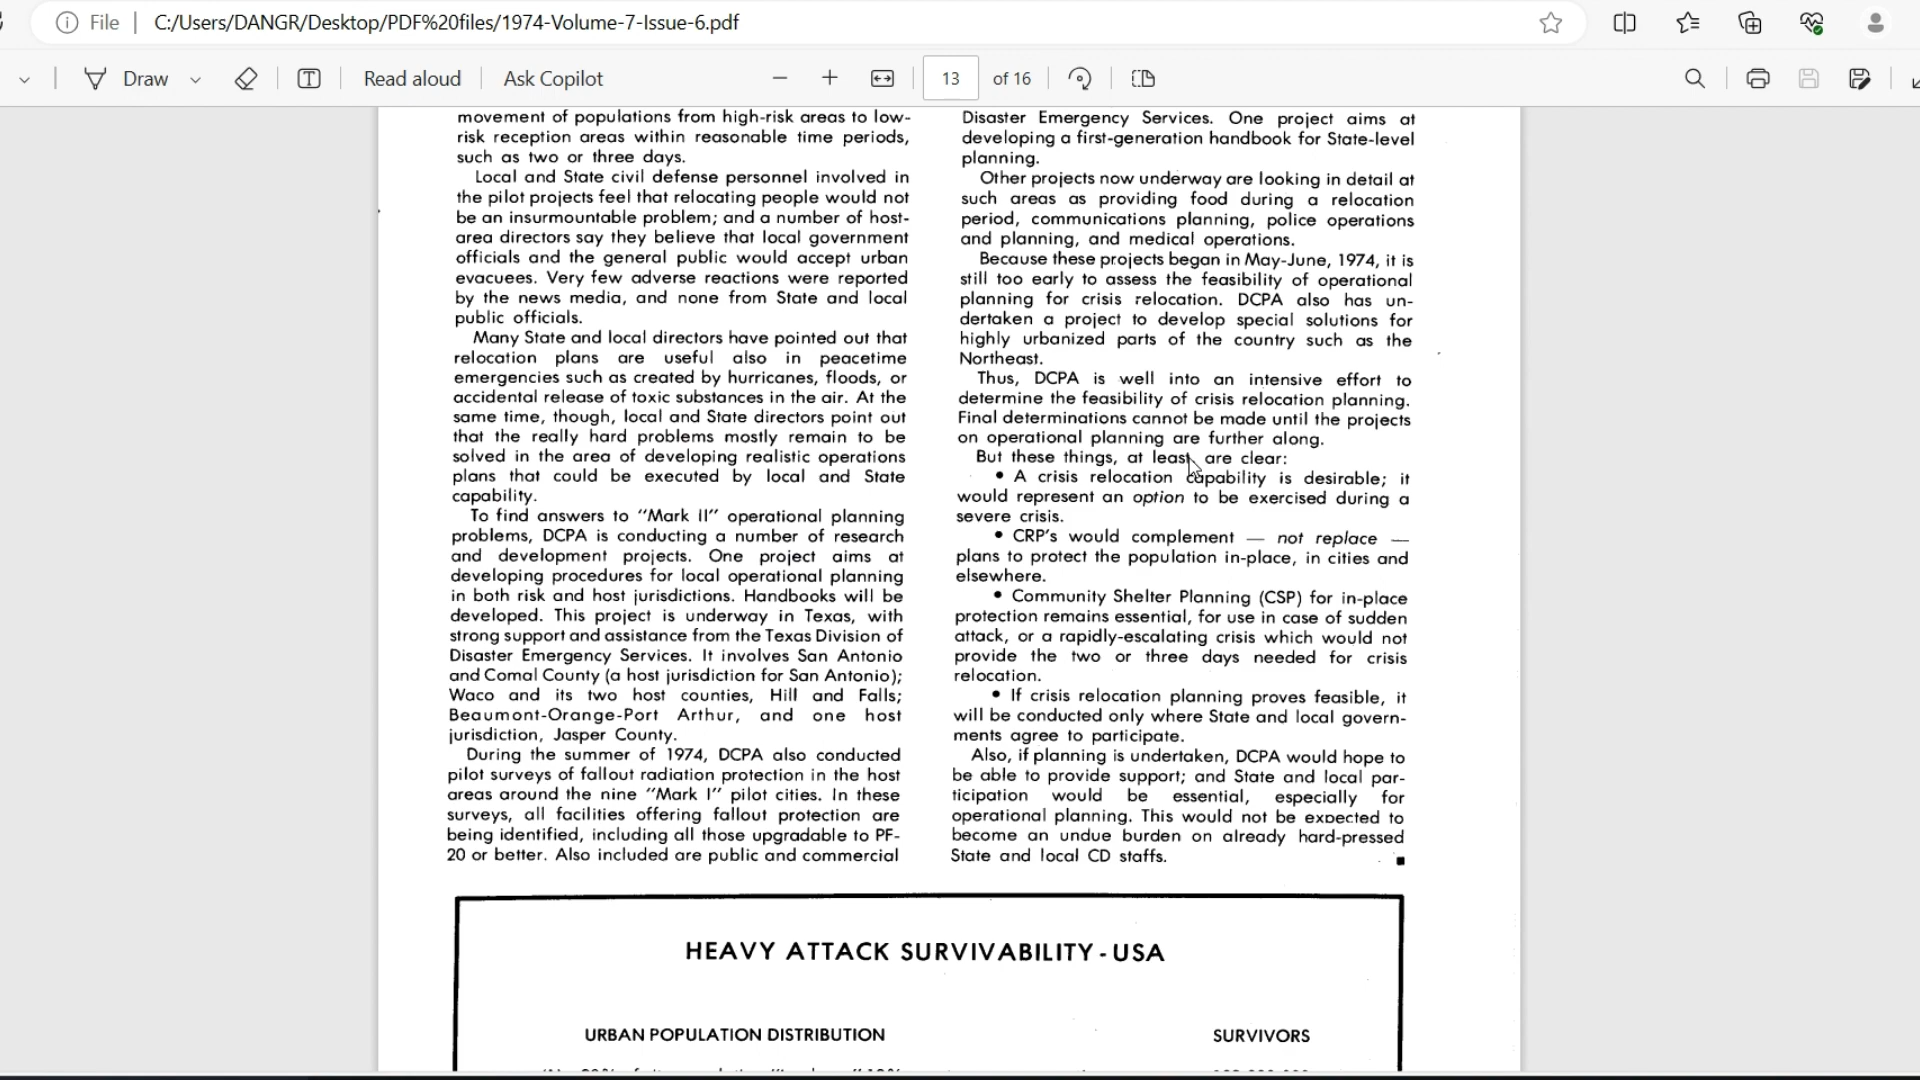 File
C:/Users/DANGR/Desktop/PDF%20files/1974-Volume-7-Issue-6.pdf
Draw
Read aloud
Ask Copilot
13 of 16
movement of populations from high-risk areas to low-
risk reception areas within reasonable time periods,
such as two or three days.
Local and State civil defense personnel involved in
the pilot projects feel that relocating people would not
be an insurmountable problem; and a number of host-
area directors say they believe that local government
officials and the general public would accept urban
evacuees. Very few adverse reactions were reported
by the news media, and none from State and local
public officials.
Many State and local directors have pointed out that
relocation plans are useful also in peacetime
emergencies such as created by hurricanes, floods, or
accidental release of toxic substances in the air. At the
same time, though, local and State directors point out
that the really hard problems mostly remain to be
solved in the area of developing realistic operations
plans that could be executed by local and State
capability.
To find answers to "Mark II" operational planning
problems, DCPA is conducting a number of research
and development projects. One project aims at
developing procedures for local operational planning
in both risk and host jurisdictions. Handbooks will be
developed. This project is underway in Texas, with
strong support and assistance from the Texas Division of
Disaster Emergency Services. It involves San Antonio
and Comal County (a host jurisdiction for San Antonio);
Waco and its two host counties, Hill and Falls;
Beaumont-Orange-Port Arthur, and one host
jurisdiction, Jasper County.
During the summer of 1974, DCPA also conducted
pilot surveys of fallout radiation protection in the host
areas around the nine "Mark I" pilot cities. In these
surveys, all facilities offering fallout protection are
being identified, including all those upgradable to PF-
20 or better. Also included are public and commercial
Disaster Emergency Services. One project aims at
developing a first-generation handbook for State-level
planning.
Other projects now underway are looking in detail at
such areas as providing food during a relocation
period, communications planning, police operations
and planning, and medical operations.
Because these projects began in May-June, 1974, it is
still too early to assess the feasibility of operational
planning for crisis relocation. DCPA also has un-
dertaken a project to develop special solutions for
highly urbanized parts of the country such as the
Northeast.
Thus, DCPA is well into an intensive effort to
determine the feasibility of crisis relocation planning.
Final determinations cannot be made until the projects
on operational planning are further along.
But these things, at least, are clear:
• A crisis relocation capability is desirable; it
would represent an option to be exercised during a
severe crisis.
• CRP's would complement — not replace —
plans to protect the population in-place, in cities and
elsewhere.
• Community Shelter Planning (CSP) for in-place
protection remains essential, for use in case of sudden
attack, or a rapidly-escalating crisis which would not
provide the two or three days needed for crisis
relocation.
• If crisis relocation planning proves feasible, it
will be conducted only where State and local govern-
ments agree to participate.
Also, if planning is undertaken, DCPA would hope to
be able to provide support; and State and local par-
ticipation would be essential, especially for
operational planning. This would not be expected to
become an undue burden on already hard-pressed
State and local CD staffs.
HEAVY ATTACK SURVIVABILITY - USA
URBAN POPULATION DISTRIBUTION
SURVIVORS